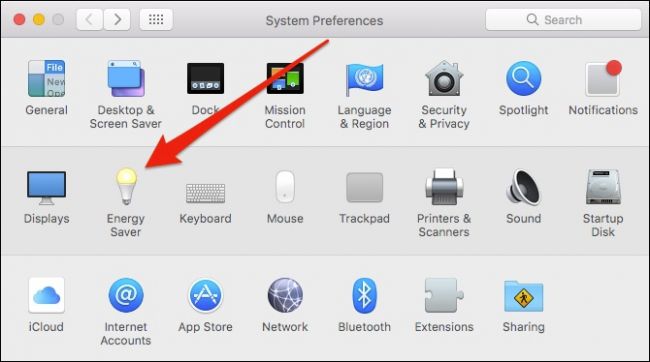 System Preferences
Search
File
New
Ope
General
Desktop &
Screen Saver
Dock
Mission
Control
Language
& Region
Security
& Privacy
Spotlight
Notifications
Displays
Energy
Saver
Keyboard
Mouse
Trackpad
Printers &
Scanners
Sound
Startup
Disk
iCloud
Internet
Accounts
App Store
Network
Bluetooth
Extensions
Sharing